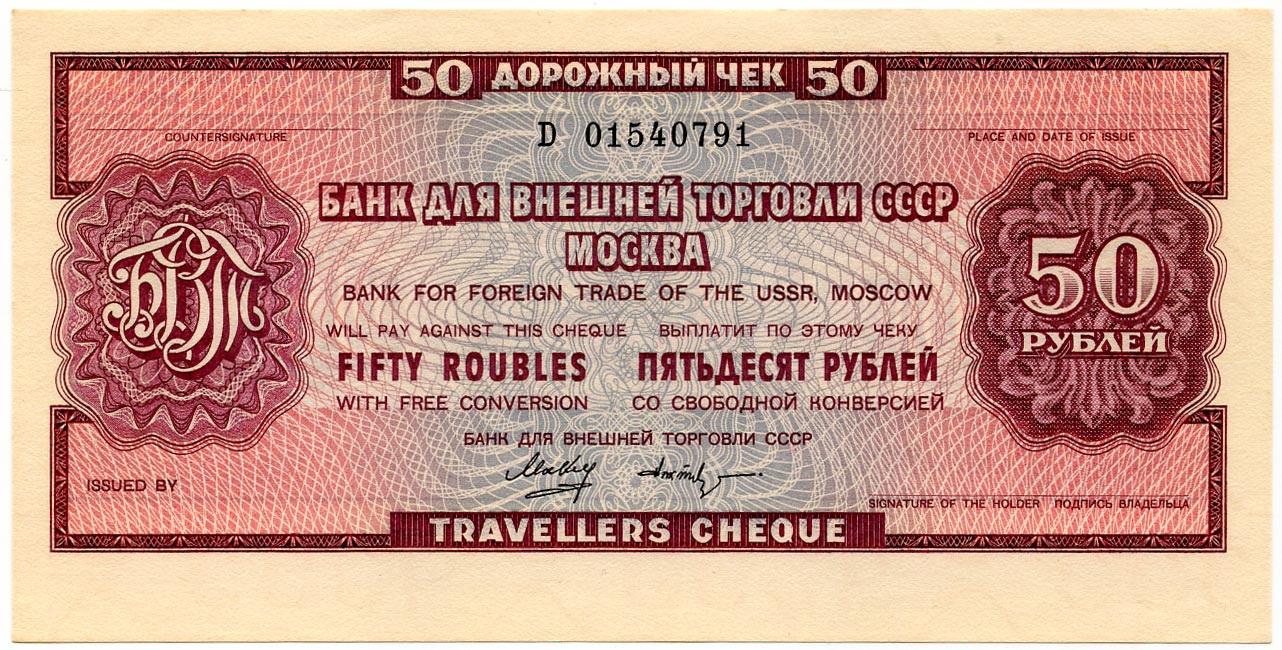 50 ДОРОЖНЫЙ ЧЕК 50
COUNTERSIGNATURE
D 01540791
PLACE AND DATE OF ISSUE
БАНК ДЛЯ ВНЕШНЕЙ ТОРГОВЛИ СССР
МОСКВА
БВТ
50
РУБЛЕЙ
BANK FOR FOREIGN TRADE OF THE USSR, MOSCOW
WILL PAY AGAINST THIS CHEQUE ВЫПЛАТИТ ПО ЭТОМУ ЧЕКУ
FIFTY ROUBLES ПЯТЬДЕСЯТ РУБЛЕЙ
WITH FREE CONVERSION СО СВОБОДНОЙ КОНВЕРСИЕЙ
БАНК ДЛЯ ВНЕШНЕЙ ТОРГОВЛИ СССР
ISSUED BY
SIGNATURE OF THE HOLDER ПОДПИСЬ ВЛАДЕЛЬЦА
TRAVELLERS CHEQUE